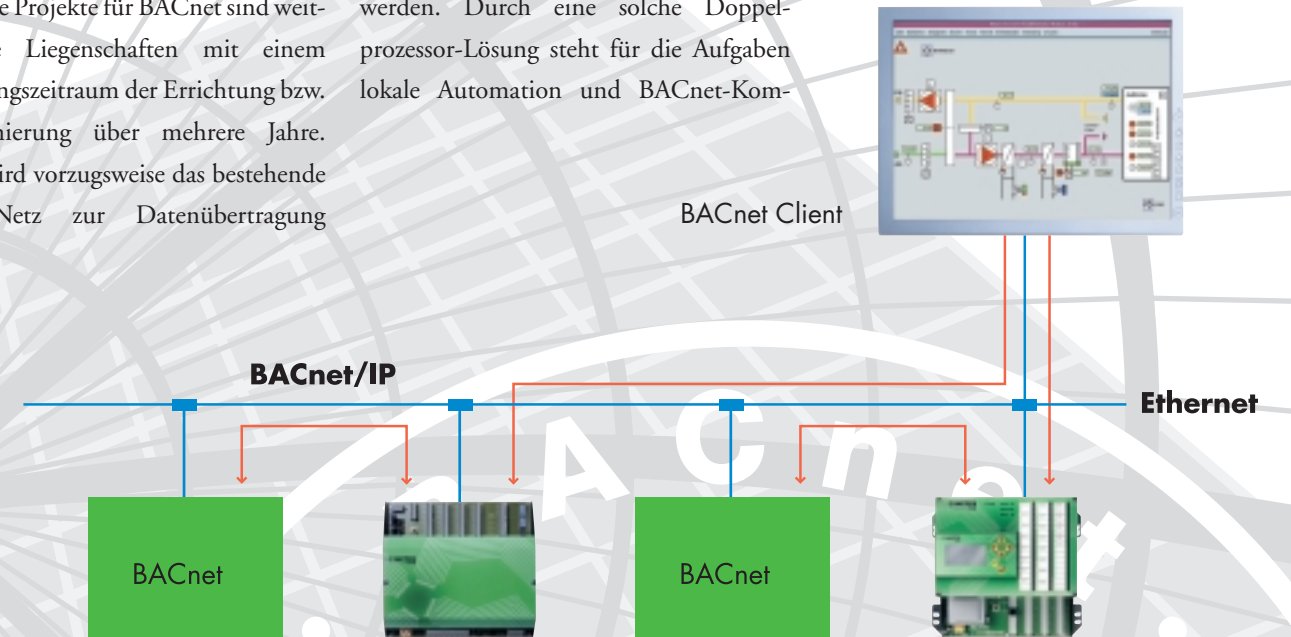 e Projekte für BACnet sind weit-
e Liegenschaften mit einem
ngszeitraum der Errichtung bzw.
nierung über mehrere Jahre.
ird vorzugsweise das bestehende
Netz zur Datenübertragung
werden. Durch eine solche Doppel-
prozessor-Lösung steht für die Aufgaben
lokale Automation und BACnet-Kom-
BACnet Client
BACnet/IP
Ethernet
BACnet
BACnet
BACnet